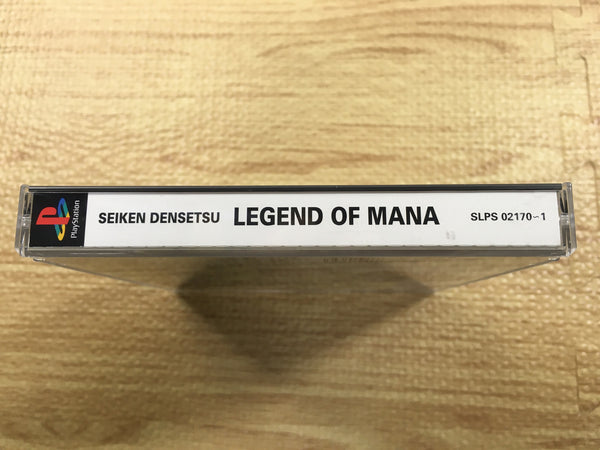 PlayStation
SEIKEN DENSETSU LEGEND OF MANA SLPS 02170~1